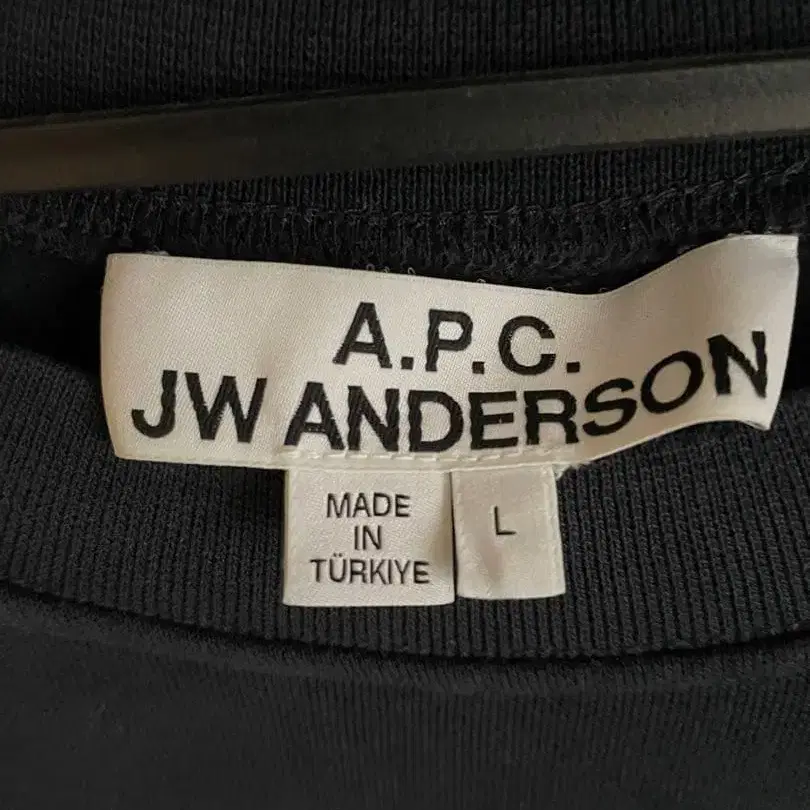 A.P.C.
JW ANDERSON
MADE
IN
TÜRKIYE
L